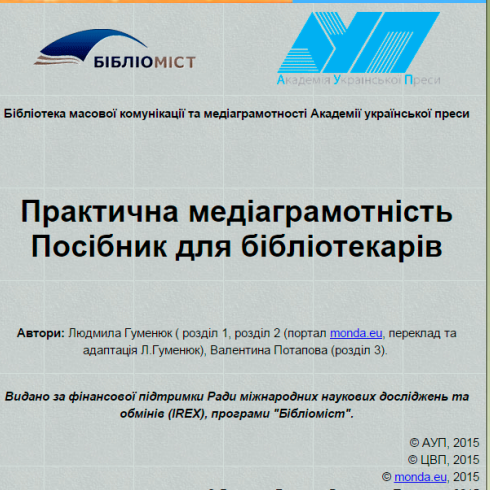 БІБЛІОМІСТ
АУП
Академія Української Преси
Бібліотека масової комунікації та медіаграмотності Академії української преси
Практична медіаграмотність
Посібник для бібліотекарів
Автори: Людмила Гуменюк ( розділ 1, розділ 2 (портал monda.eu, переклад та
адаптація Л.Гуменюк), Валентина Потапова (розділ 3).
Видано за фінансової підтримки Ради міжнародних наукових досліджень та
обмінів (IREX), програми "Бібліоміст".
© АУП, 2015
© ЦВП, 2015
© monda.eu, 2015